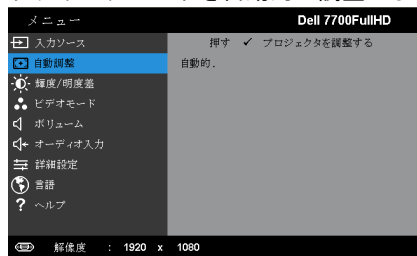 メニュー
Dell 7700FullHD
入力ソース
押す ✓ プロジェクタを調整する
自動調整
自動的.
輝度/明度蓋
ビデオモード
ボリューム
オーディオ入力
詳細設定
言語
ヘルプ
解像度 : 1920 x 1080